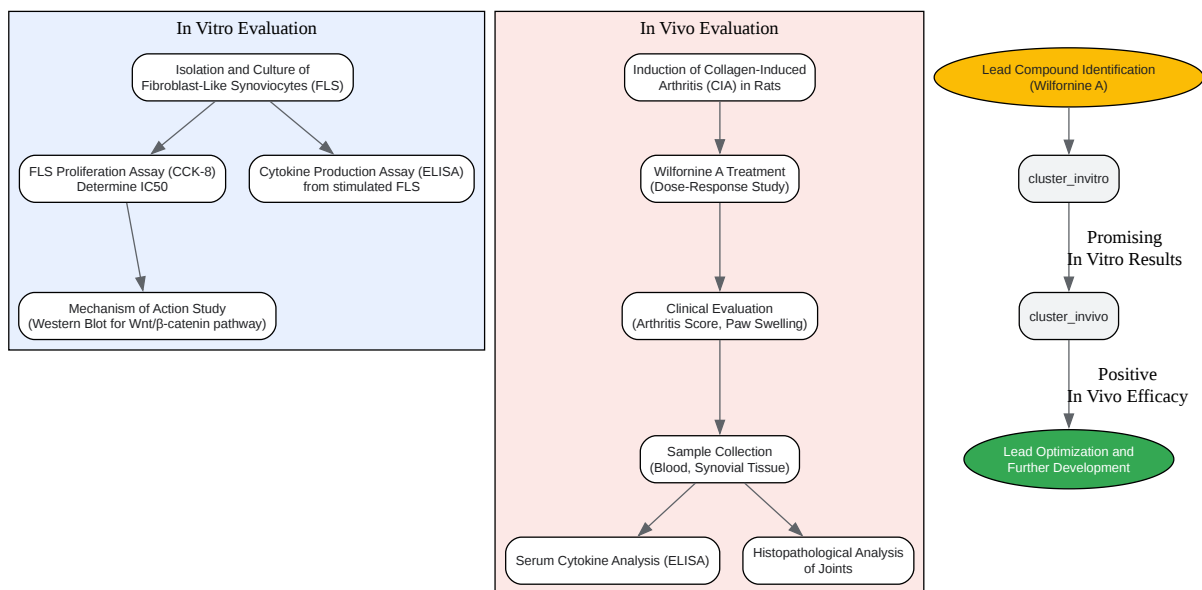 In Vitro Evaluation
Isolation and Culture of
Fibroblast-Like Synoviocytes (FLS)
FLS Proliferation Assay (CCK-8)
Determine IC50
Cytokine Production Assay (ELISA)
from stimulated FLS
Mechanism of Action Study
(Western Blot for Wnt/β-catenin pathway)
In Vivo Evaluation
Induction of Collagen-Induced
Arthritis (CIA) in Rats
Wilfornine A Treatment
(Dose-Response Study)
Clinical Evaluation
(Arthritis Score, Paw Swelling)
Sample Collection
(Blood, Synovial Tissue)
Serum Cytokine Analysis (ELISA)
Histopathological Analysis
of Joints
Lead Compound Identification
(Wilfornine A)
cluster_invitro
Promising
In Vitro Results
cluster_invivo
Positive
In Vivo Efficacy
Lead Optimization and
Further Development